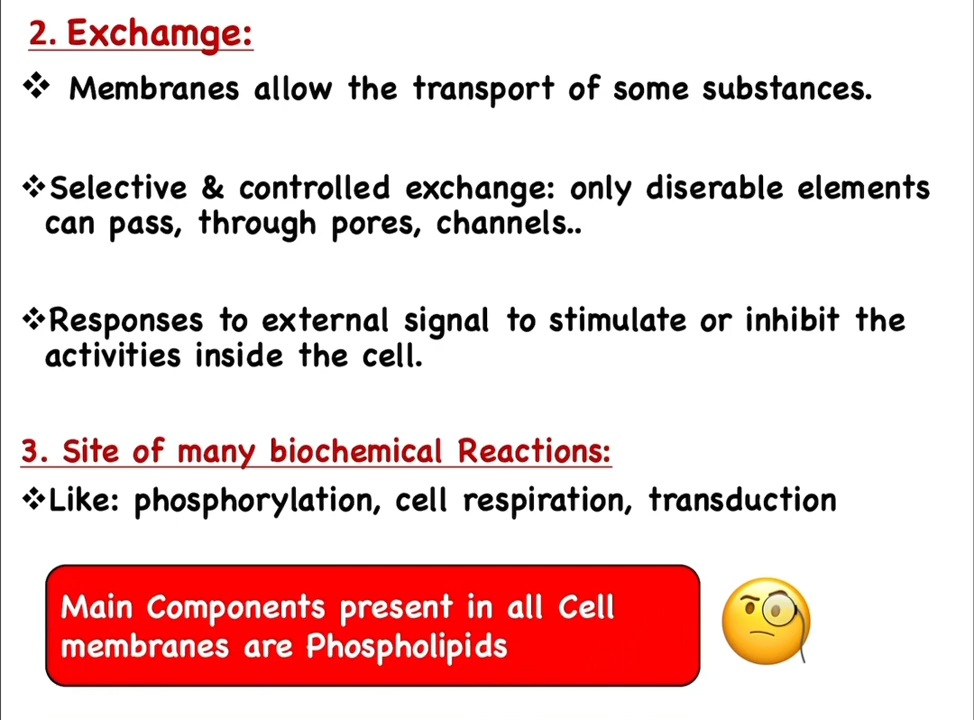 2. Exchamge:
❖ Membranes allow the transport of some substances.
❖Selective & controlled exchange: only diserable elements
can pass, through pores, channels..
❖Responses to external signal to stimulate or inhibit the
activities inside the cell.
3. Site of many biochemical Reactions:
❖Like: phosphorylation, cell respiration, transduction
Main Components present in all Cell
membranes are Phospholipids